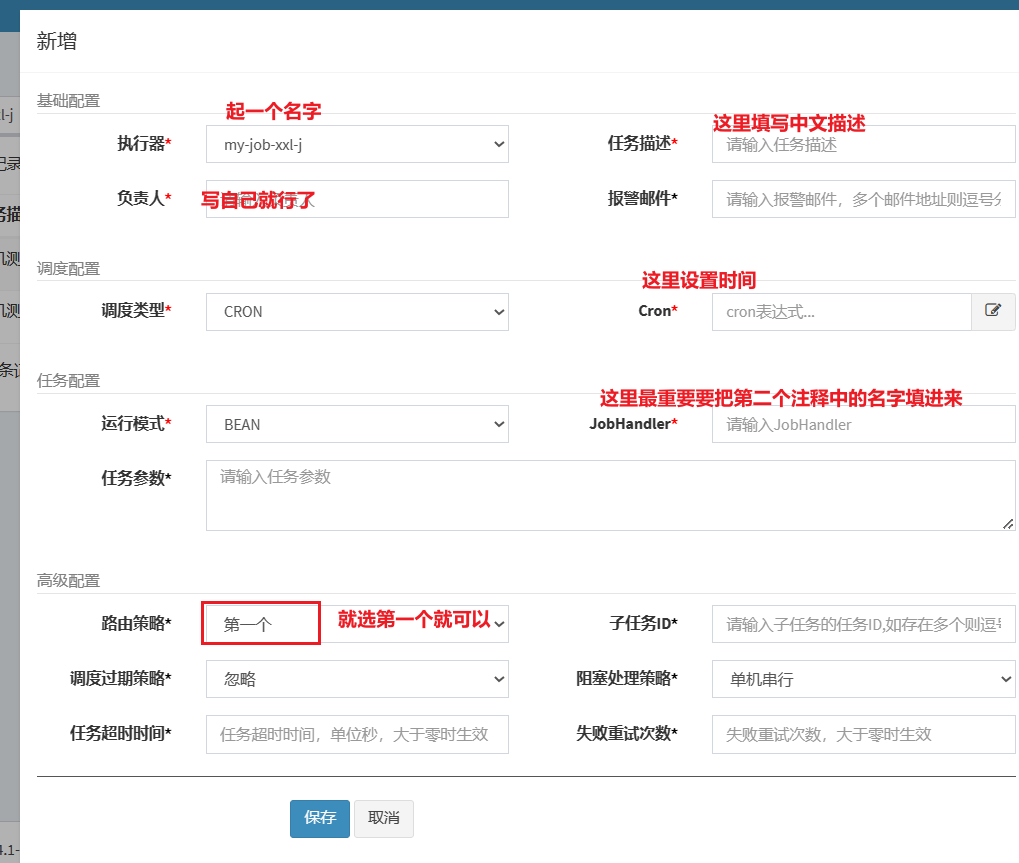 新增
基础配置
起一个名字
这里填写中文描述
执行器* my-job-xxl-j 任务描述* 请输入任务描述
负责人* 写自己就行了 报警邮件* 请输入报警邮件，多个邮件地址则逗号分
调度配置
这里设置时间
调度类型* CRON Cron* cron表达式...
任务配置
这里最重要要把第二个注释中的名字填进来
运行模式* BEAN JobHandler* 请输入JobHandler
任务参数* 请输入任务参数
高级配置
路由策略* 第一个 就选第一个就可以 子任务ID* 请输入子任务的任务ID,如存在多个则逗号
调度过期策略* 忽略 阻塞处理策略* 单机串行
任务超时时间* 任务超时时间，单位秒，大于零时生效 失败重试次数* 失败重试次数，大于零时生效
保存 取消